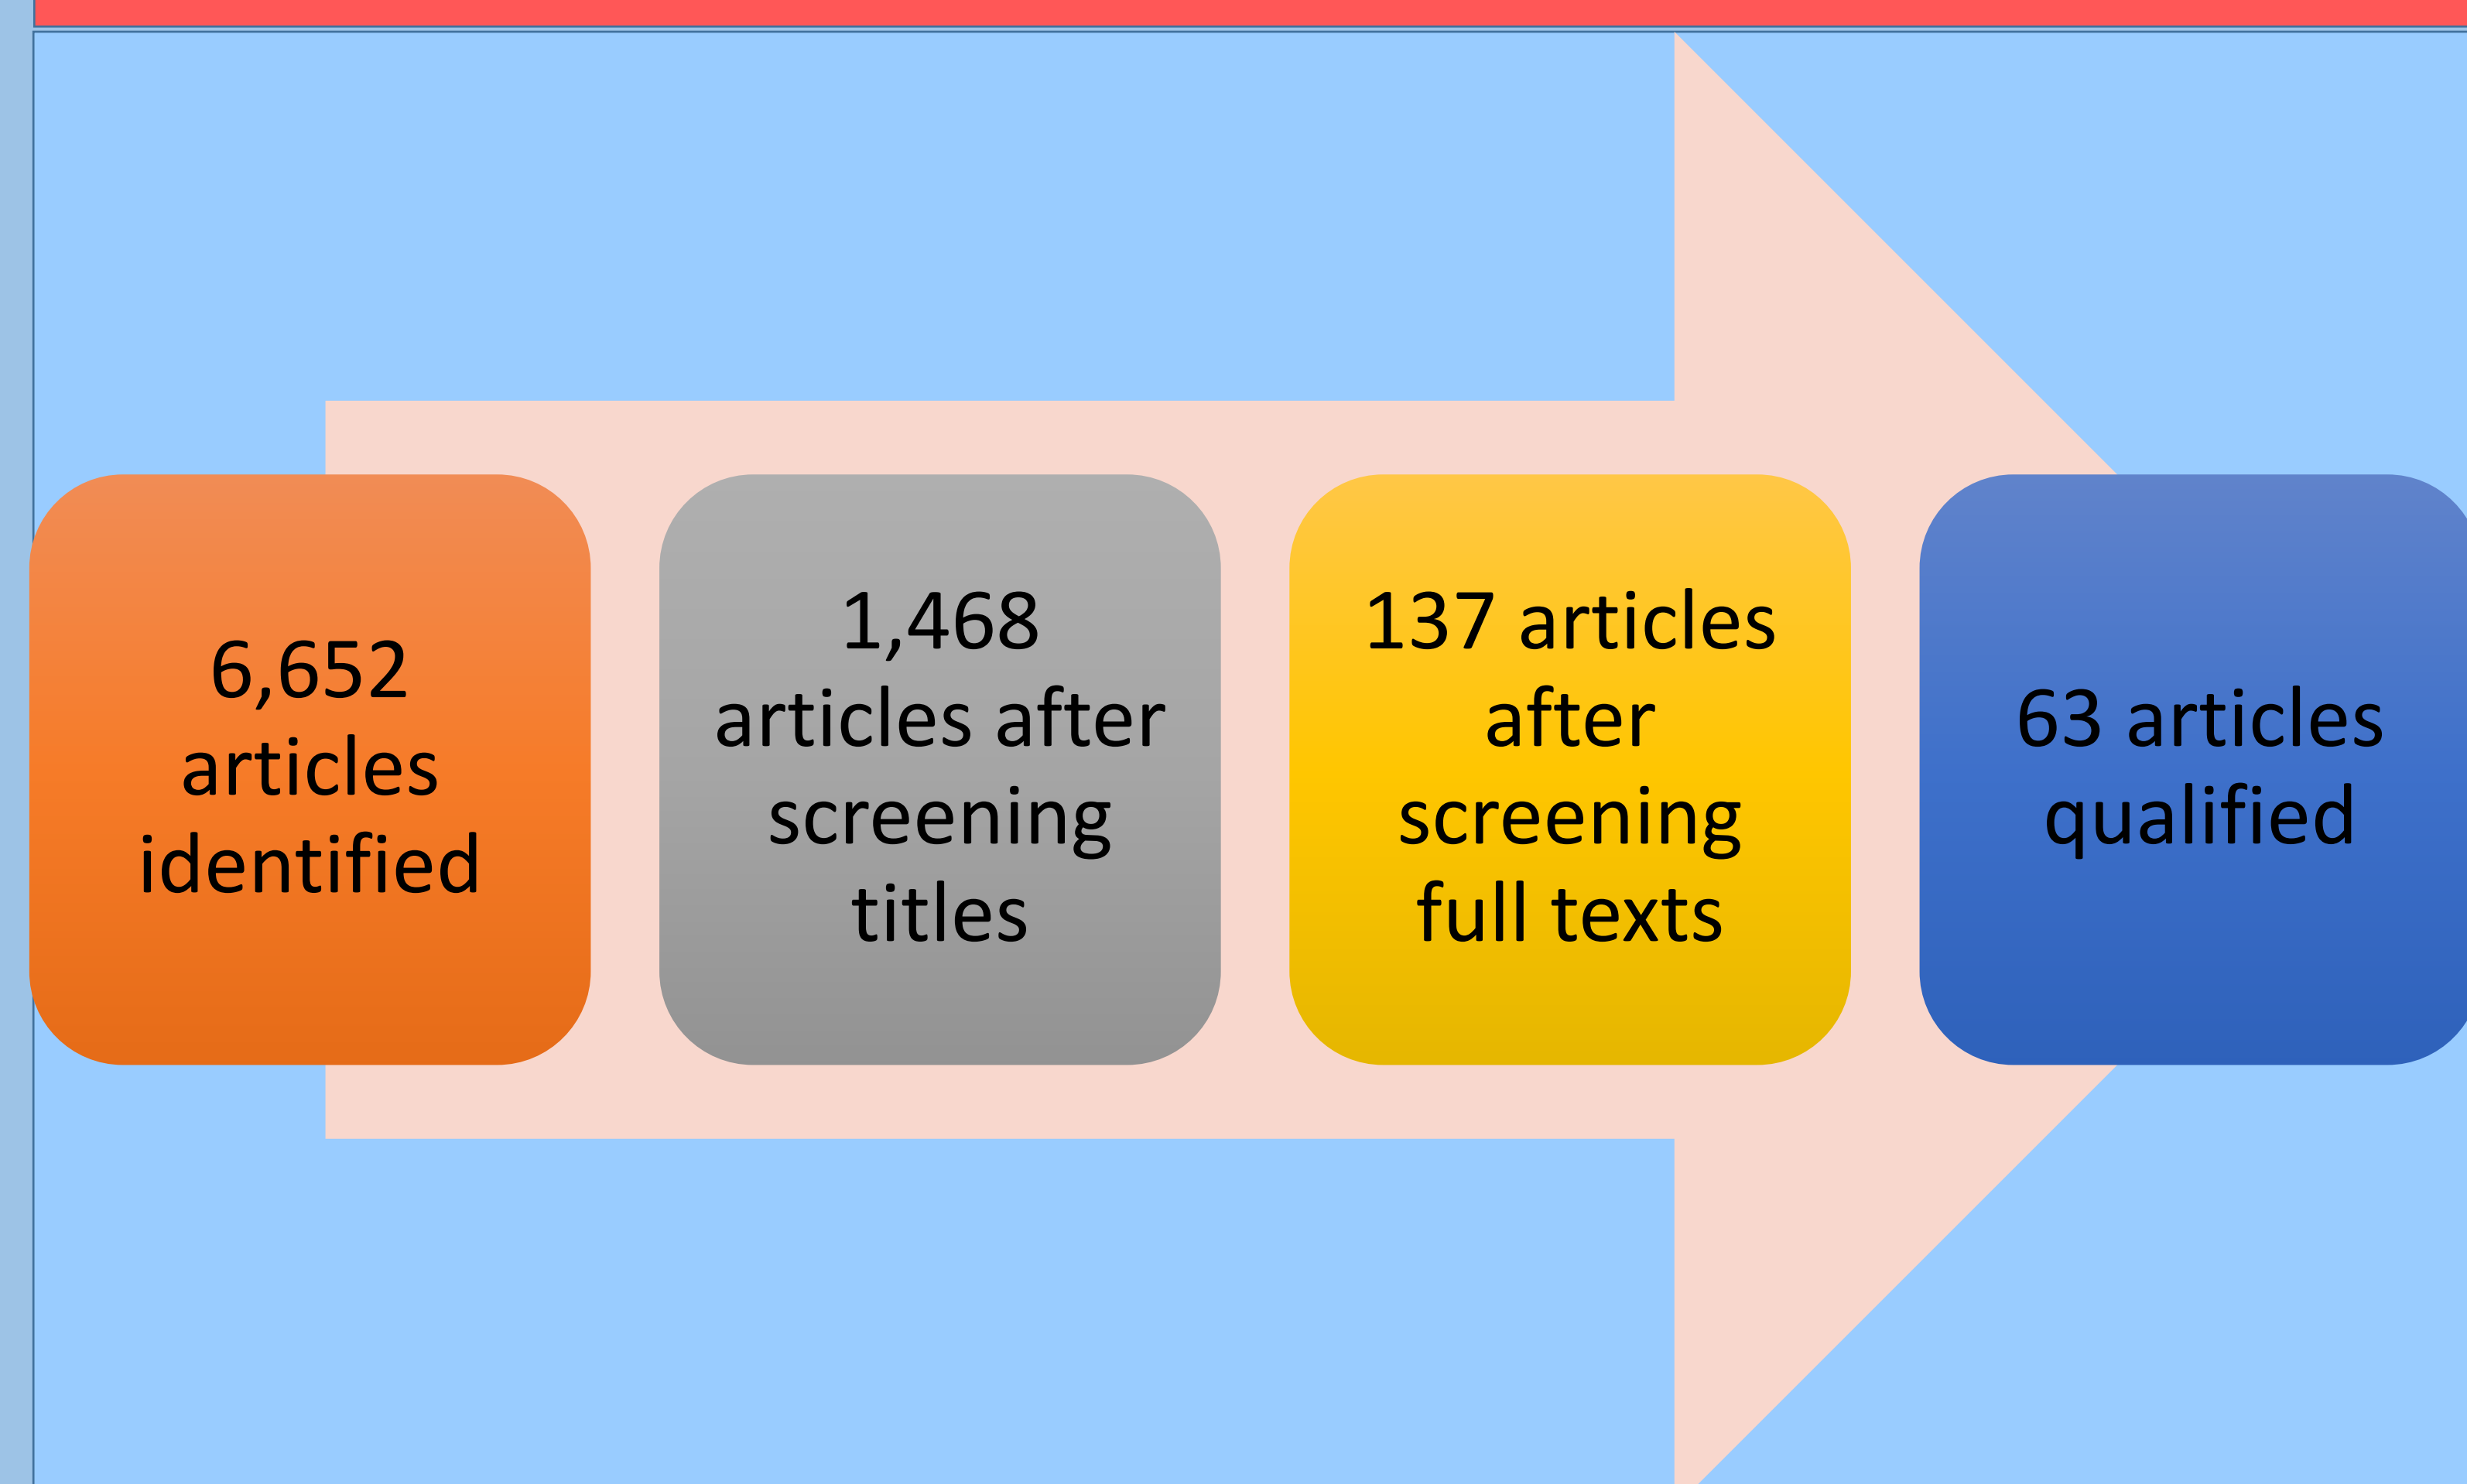 6,652
articles
identified
1,468
articles after
screening
titles
137 articles
after
screening
full texts
63 articles
qualified